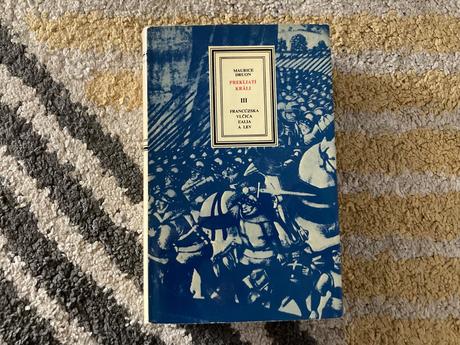 MAURICE
DRUON
PREKLIATI
KRÁLI
III
FRANCÚZSKA
VLČICA
ĽALIA
A LEV